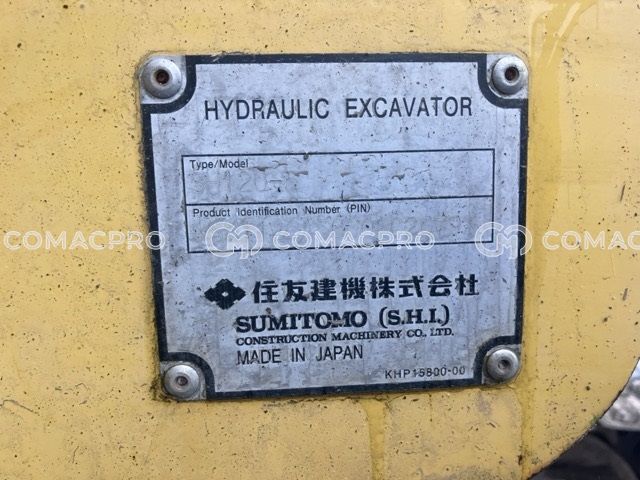 HYDRAULIC EXCAVATOR
Type/Model
Product Identification Number (PIN)
COMACPRO COMACPRO COMAC
住友建機株式会社
SUMITOMO (S.H.I.)
CONSTRUCTION MACHINERY CO., LTD.
MADE IN JAPAN
KHP15800-00